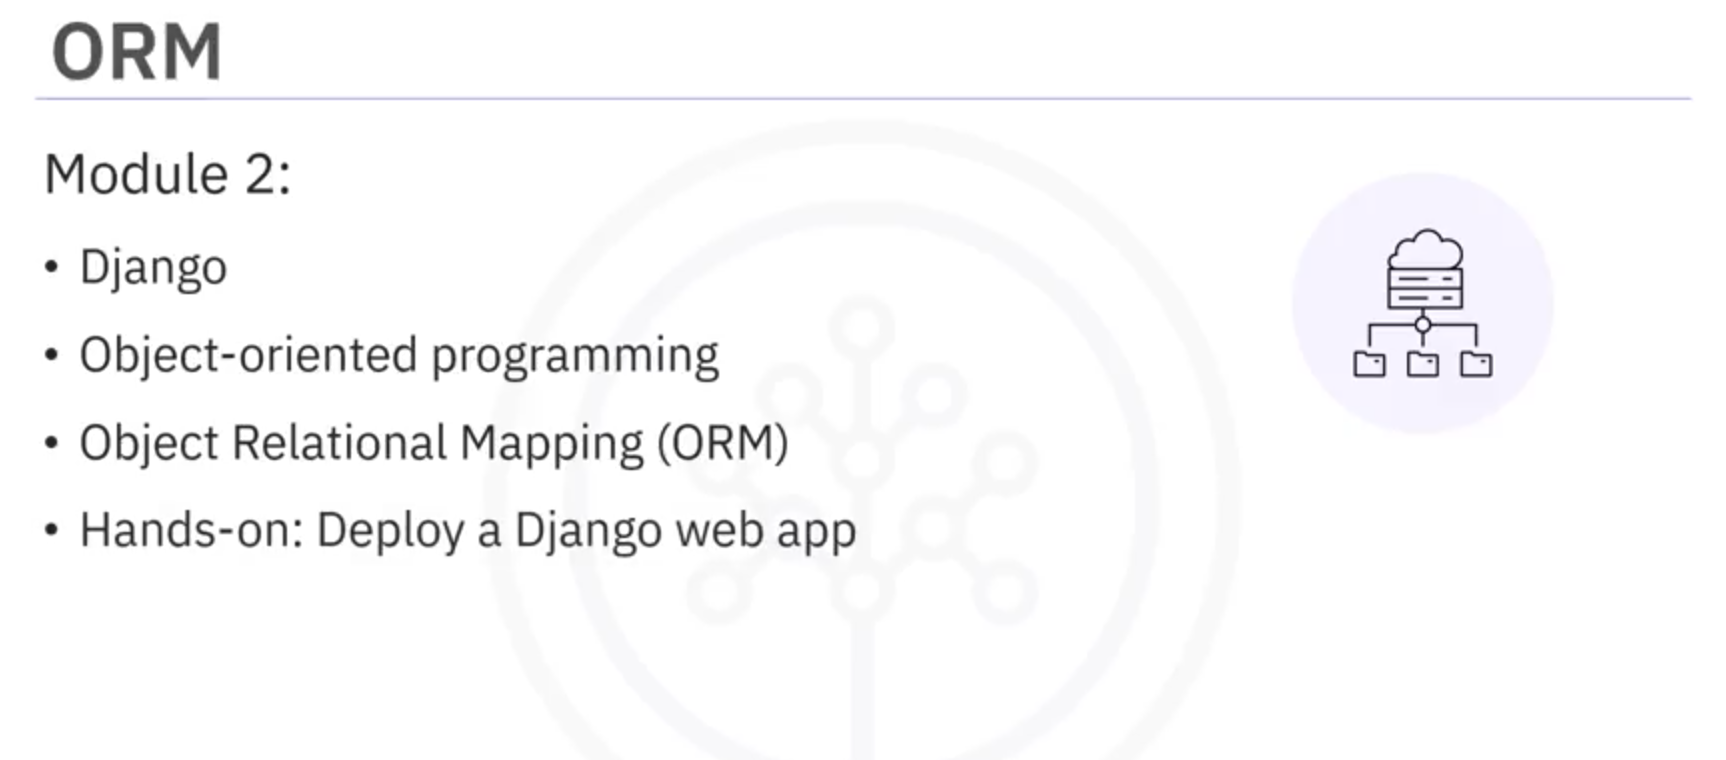 ORM
Module 2:
• Django
• Object-oriented programming
• Object Relational Mapping (ORM)
• Hands-on: Deploy a Django web app